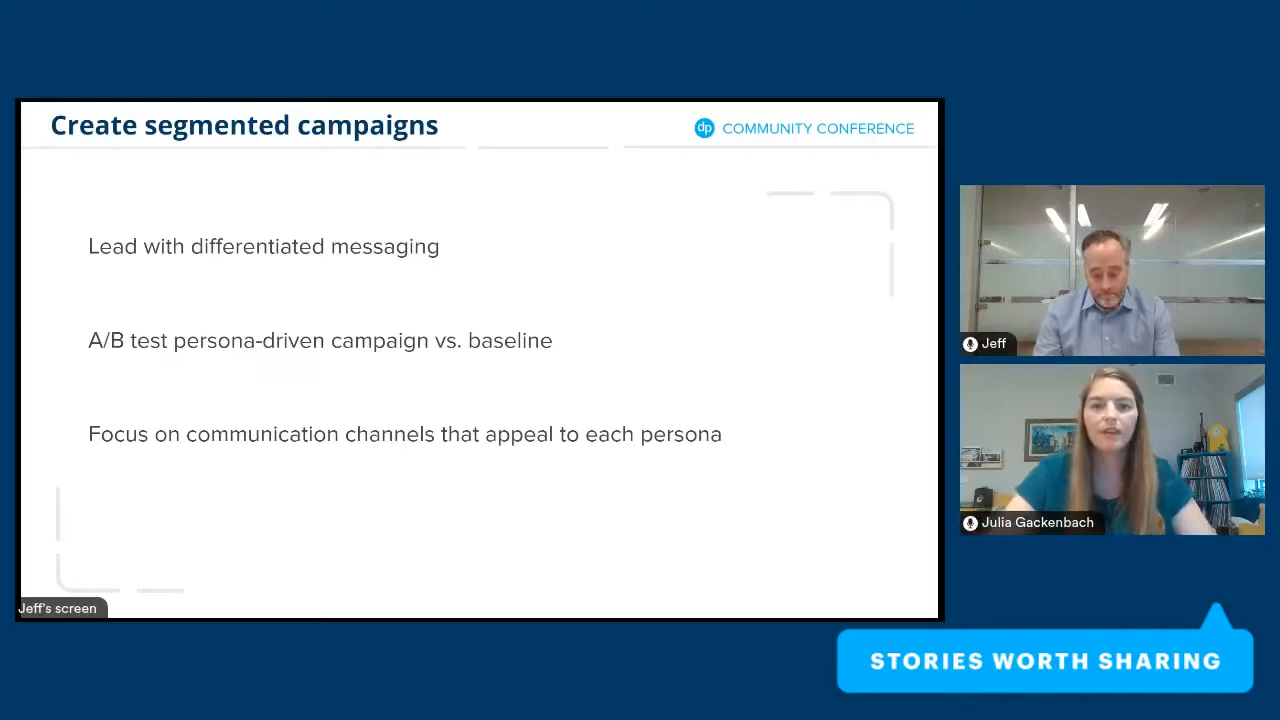 Create segmented campaigns
dp COMMUNITY CONFERENCE
Lead with differentiated messaging
A/B test persona-driven campaign vs. baseline
Focus on communication channels that appeal to each persona
Jeff's screen
Jeff
Julia Gackenbach
STORIES WORTH SHARING